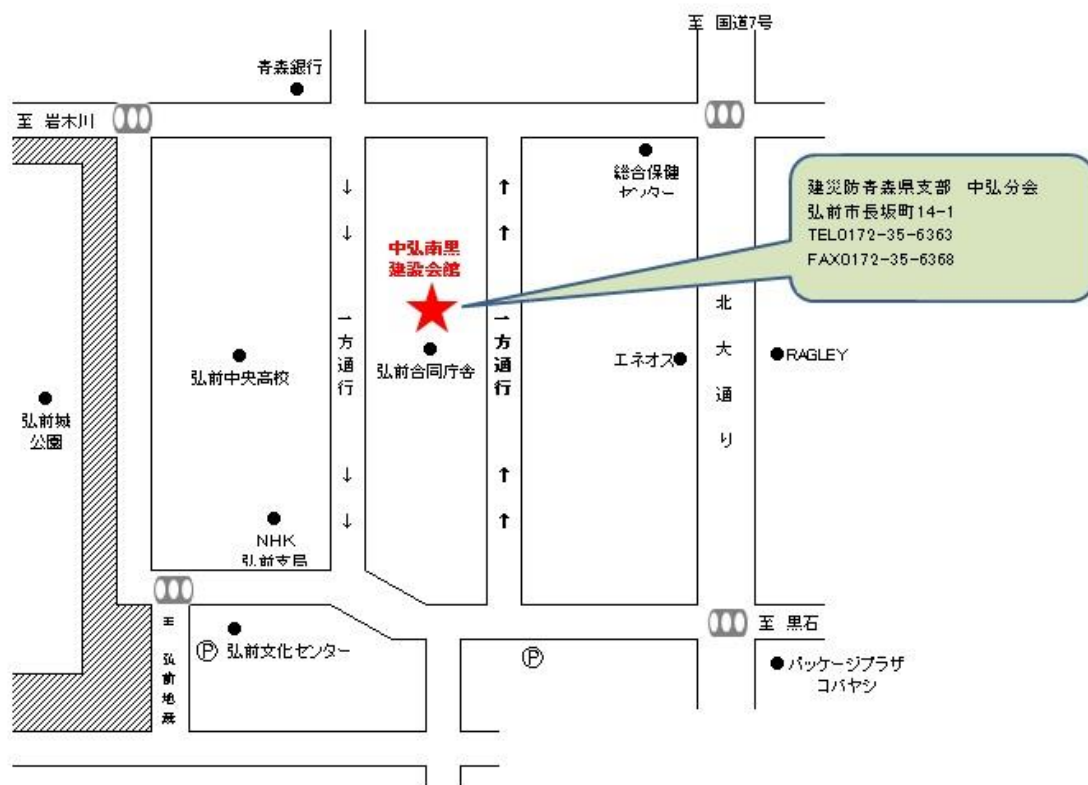 至 国道7号
青森銀行
至 岩木川
総合保健
センター
建災防青森県支部 中弘分会
弘前市長坂町14-1
TEL0172-35-6363
FAX0172-35-6368
中弘南黒
建設会館
↓
↓
↑
↑
一方通行
一方通行
北大通り
弘前中央高校
弘前合同庁舎
エネオス
RAGLEY
弘前城
公園
↓
↓
↑
↑
NHK
弘前支局
至 弘前地
P
弘前文化センター
P
至 黒石
パッケージプラザ
コバヤシ